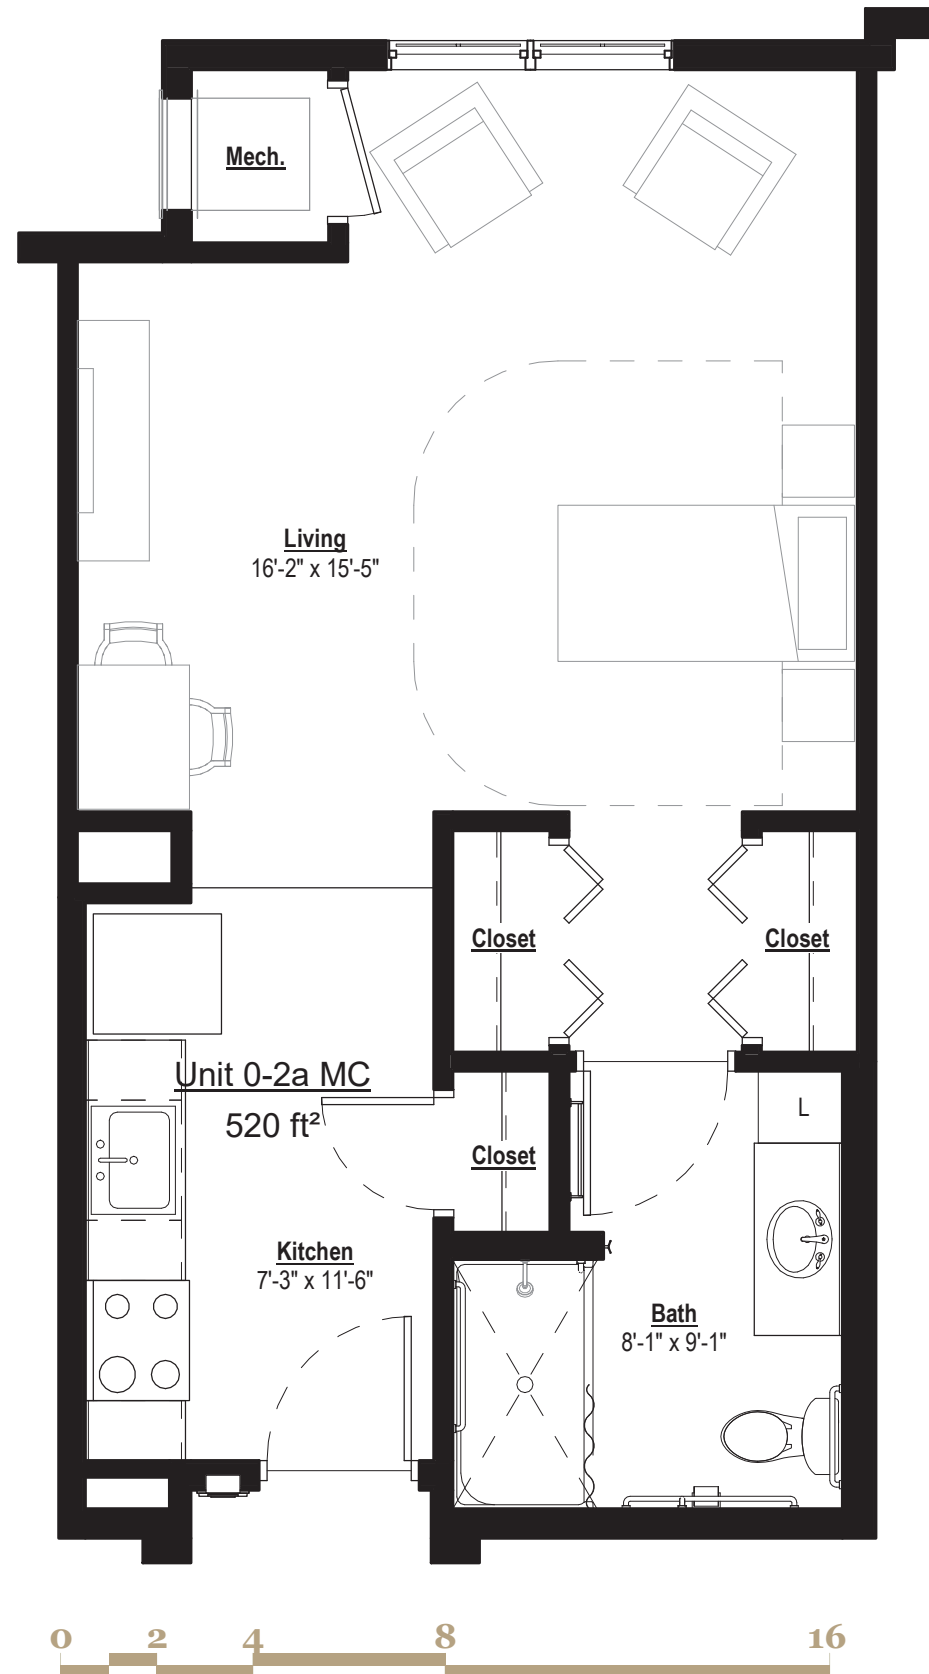 Mech.
Living
16'-2" x 15'-5"
Closet
Closet
Unit 0-2a MC
520 ft²
L
Closet
Kitchen
7'-3" x 11'-6"
Bath
8'-1" x 9'-1"
0 2 4 8 16